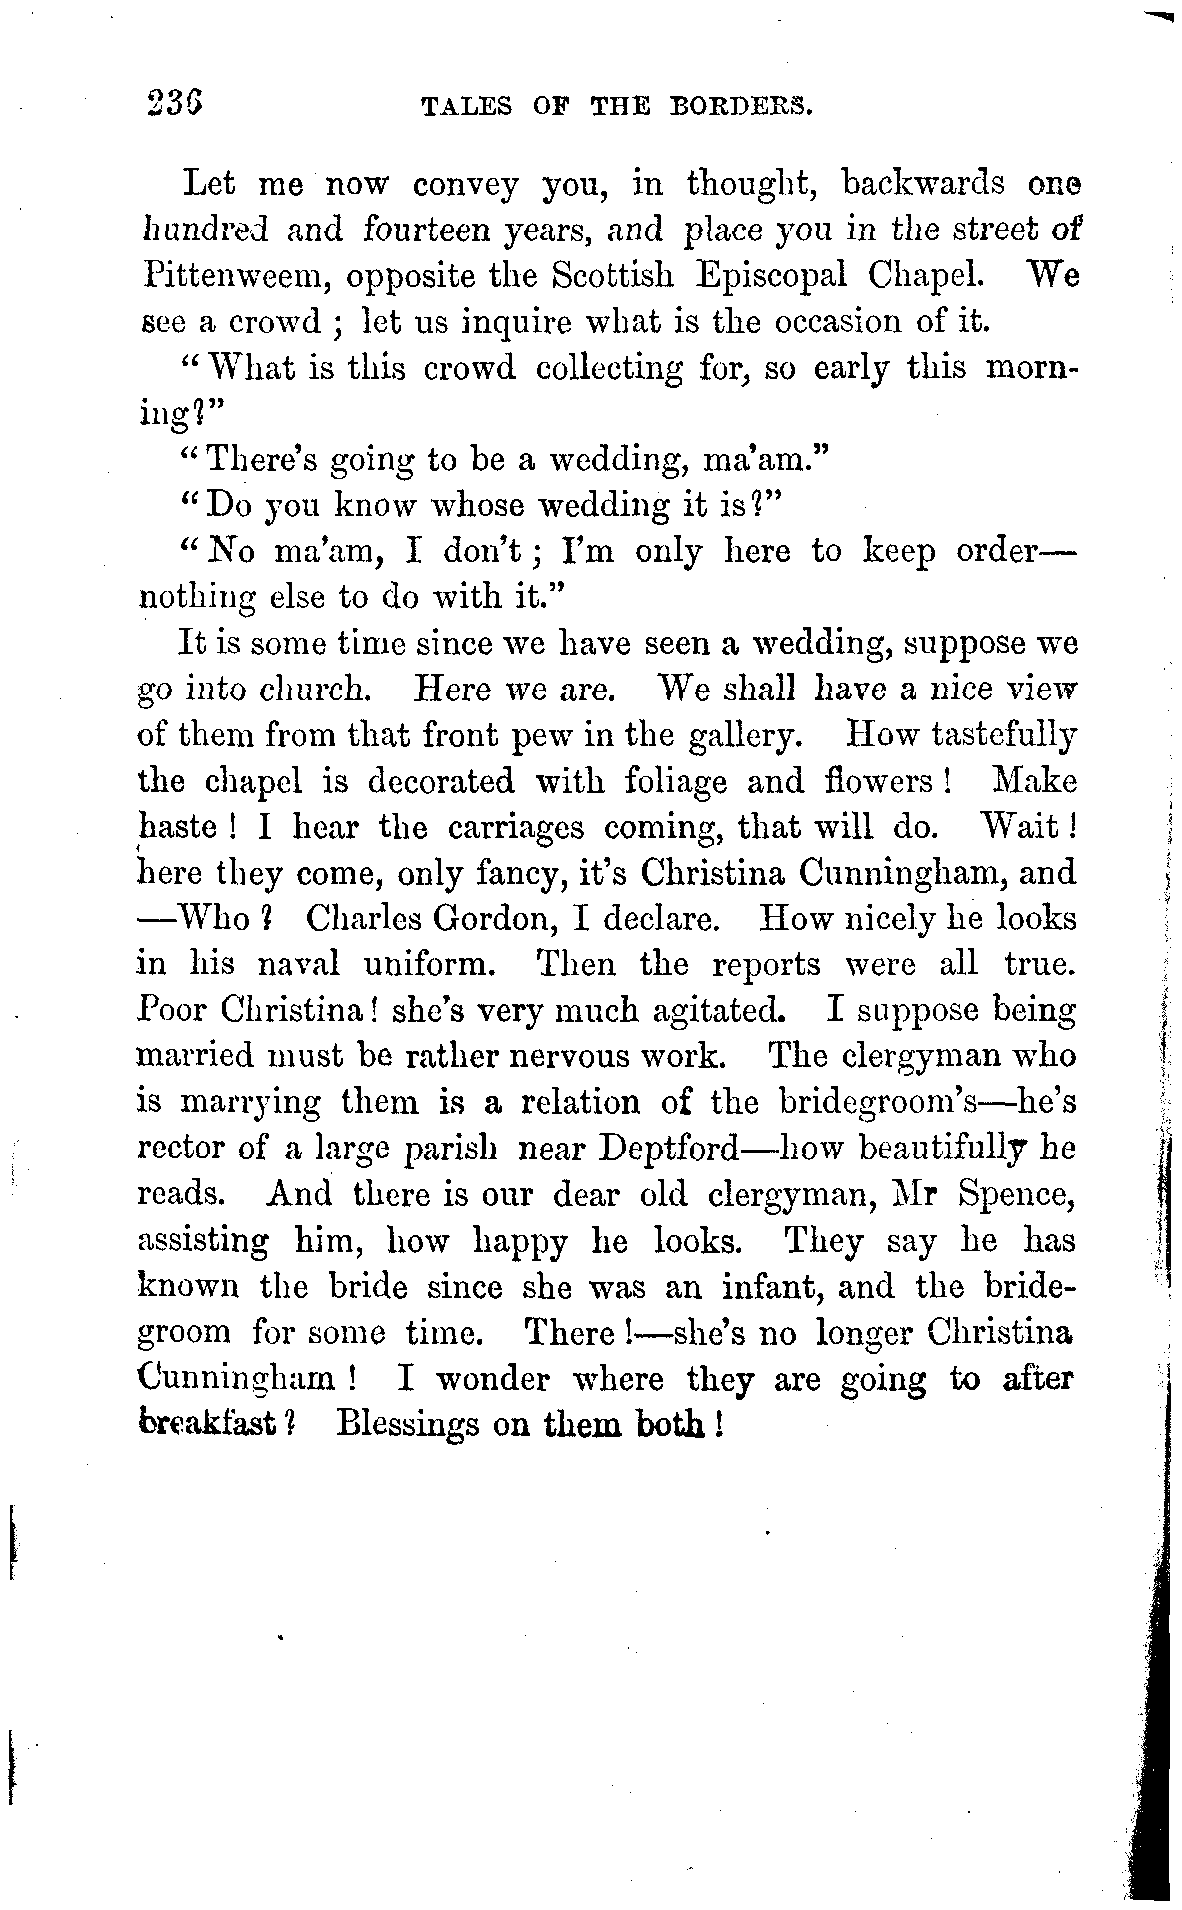 236 TALES OF THE BORDERS.
Let me now convey you, in thought, backwards one
hundred and fourteen years, and place you in the street of
Pittenweem, opposite the Scottish Episcopal Chapel. We
see a crowd ; let us inquire what is the occasion of it.
“ What is this crowd collecting for, so early this morn-
ing?”
“ There’s going to be a wedding, ma’am.”
“ Do you know whose wedding it is?”
“ No ma’am, I don’t ; I’m only here to keep order—
nothing else to do with it.”
It is some time since we have seen a wedding, suppose we
go into church. Here we are. We shall have a nice view
of them from that front pew in the gallery. How tastefully
the chapel is decorated with foliage and flowers ! Make
haste ! I hear the carriages coming, that will do. Wait !
here they come, only fancy, it’s Christina Cunningham, and
—Who ? Charles Gordon, I declare. How nicely he looks
in his naval uniform. Then the reports were all true.
Poor Christina! she’s very much agitated. I suppose being
married must be rather nervous work. The clergyman who
is marrying them is a relation of the bridegroom’s—he’s
rector of a large parish near Deptford—how beautifully he
reads. And there is our dear old clergyman, Mr Spence,
assisting him, how happy he looks. They say he has
known the bride since she was an infant, and the bride-
groom for some time. There !—she’s no longer Christina
Cunningham ! I wonder where they are going to after
breakfast ? Blessings on them both !